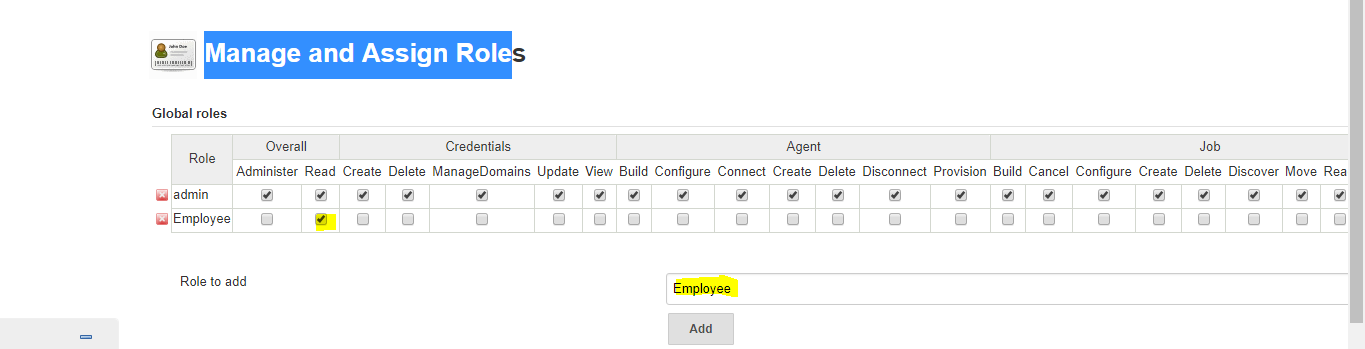 Manage and Assign Roles
Global roles
Role Overall Credentials Agent Job
Administer Read Create Delete ManageDomains Update View Build Configure Connect Create Delete Disconnect Provision Build Cancel Configure Create Delete Discover Move Rea
admin
Employee
Role to add
Employee
Add